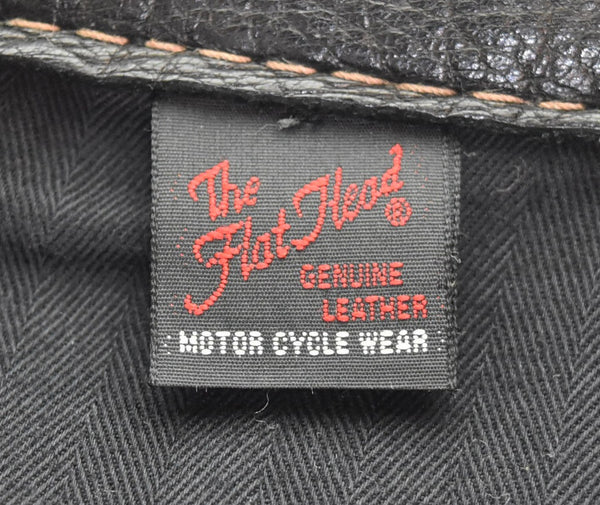 The
Flat Head ®
GENUINE
LEATHER
MOTOR CYCLE WEAR